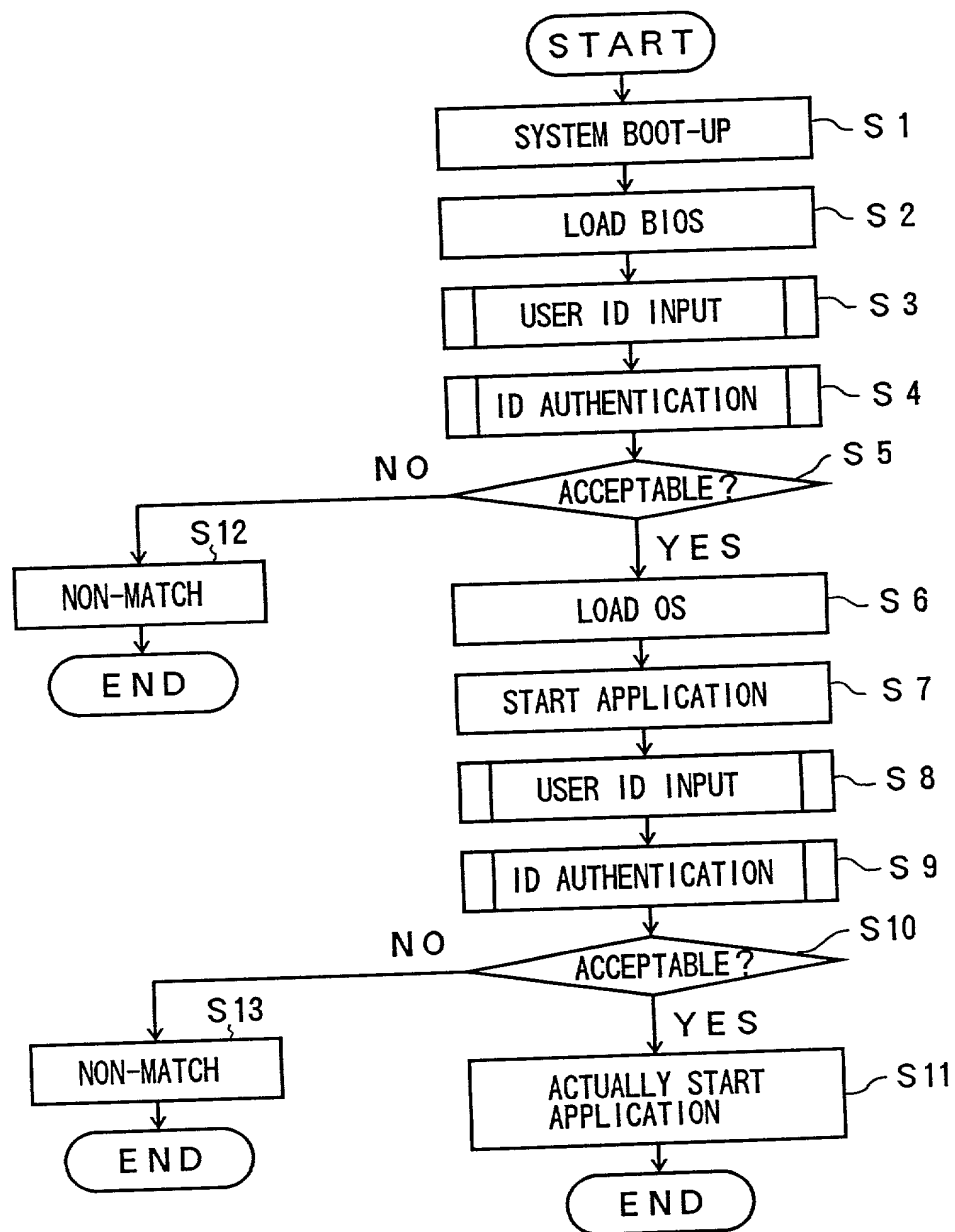 START
SYSTEM BOOT-UP
S1
LOAD BIOS
S2
USER ID INPUT
S3
ID AUTHENTICATION
S4
ACCEPTABLE?
S5
NO
YES
S12
NON-MATCH
END
LOAD OS
S6
START APPLICATION
S7
USER ID INPUT
S8
ID AUTHENTICATION
S9
ACCEPTABLE?
S10
NO
YES
S13
NON-MATCH
END
ACTUALLY START
APPLICATION
S11
END